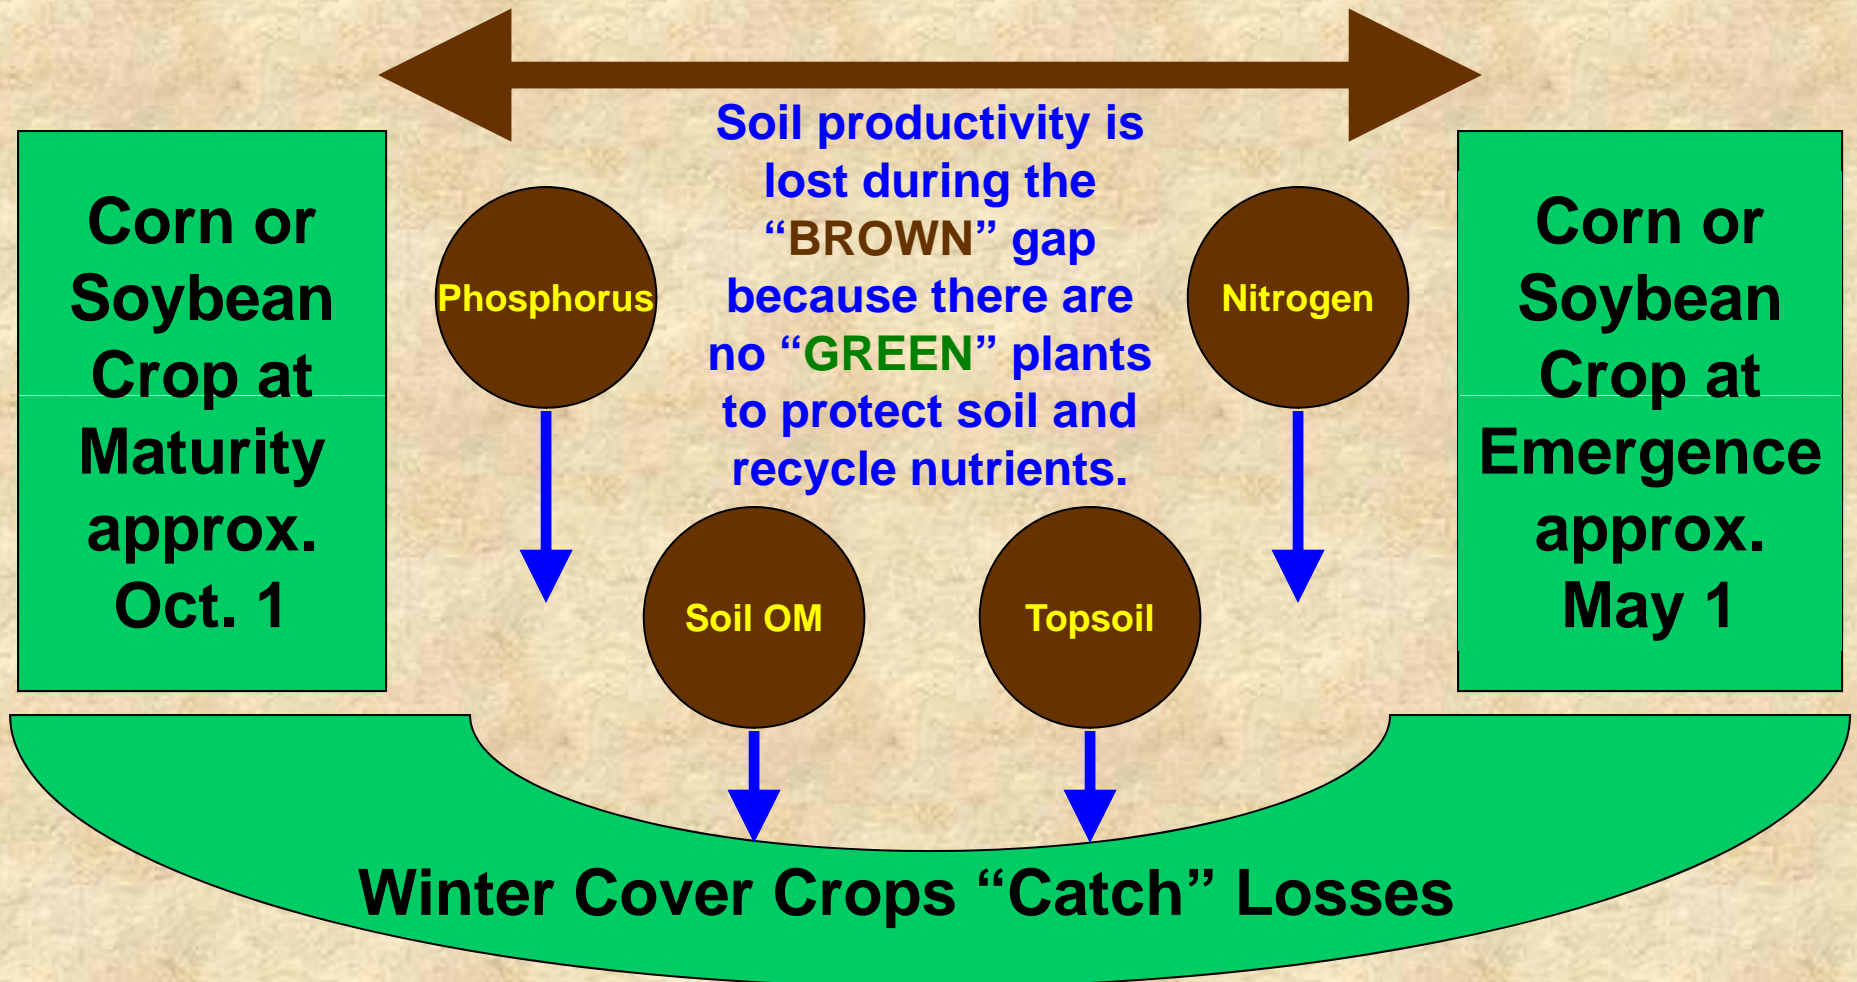 Corn or
Soybean
Crop at
Maturity
approx.
Oct. 1
Phosphorus
Soil productivity is
lost during the
“BROWN” gap
because there are
no “GREEN” plants
to protect soil and
recycle nutrients.
Nitrogen
Corn or
Soybean
Crop at
Emergence
approx.
May 1
Soil OM
Topsoil
Winter Cover Crops “Catch” Losses